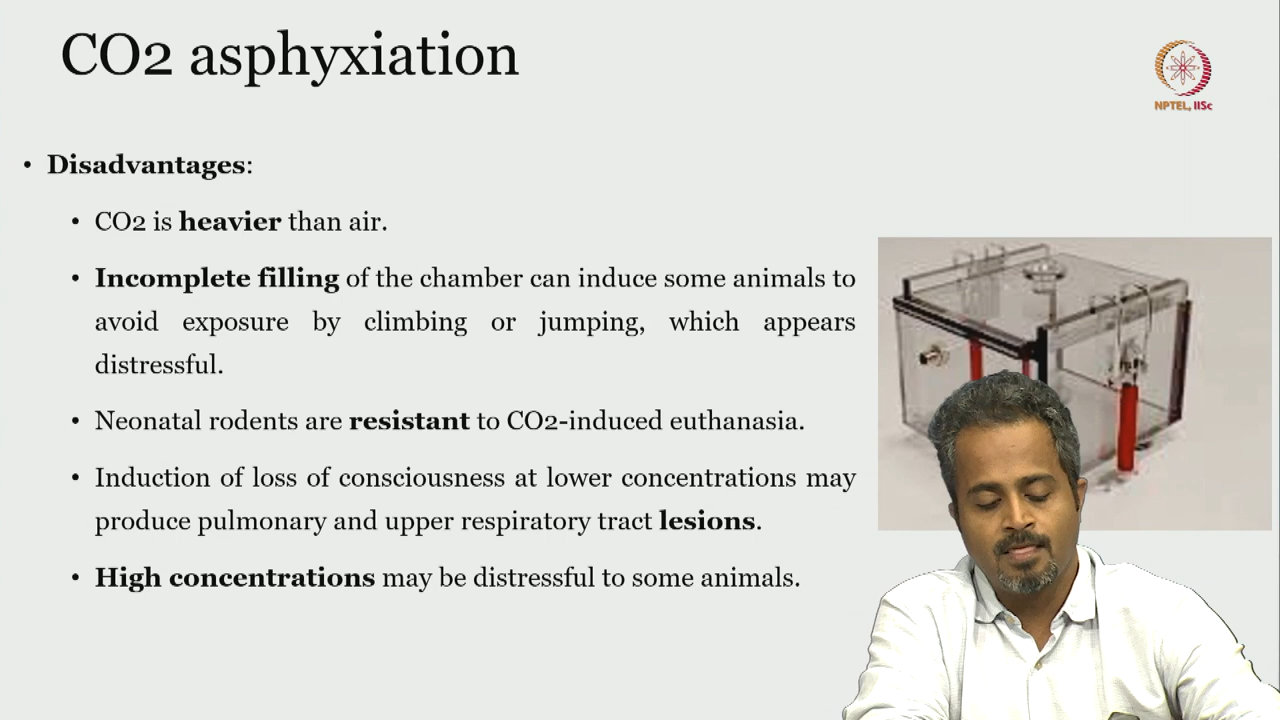 CO2 asphyxiation
NPTEL, IISc
• Disadvantages:
• CO2 is heavier than air.
• Incomplete filling of the chamber can induce some animals to
avoid exposure by climbing or jumping, which appears
distressful.
• Neonatal rodents are resistant to CO2-induced euthanasia.
• Induction of loss of consciousness at lower concentrations may
produce pulmonary and upper respiratory tract lesions.
• High concentrations may be distressful to some animals.